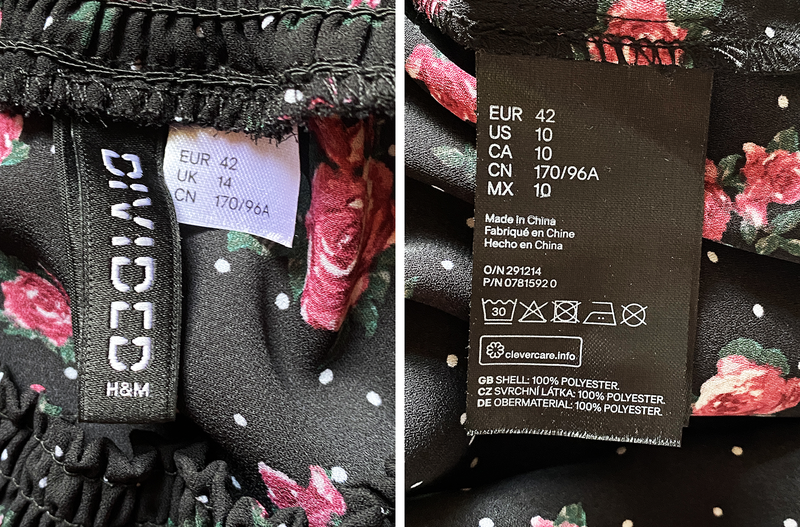 DIVIDED
H&M
EUR 42
UK 14
CN 170/96A
EUR 42
US 10
CA 10
CN 170/96A
MX 10
Made in China
Fabriqué en Chine
Hecho en China
O/N 291214
P/N 0781592 0
30
clevercare.info
GB SHELL: 100% POLYESTER.
CZ SVRCHNÍ LÁTKA: 100% POLYESTER.
DE OBERMATERIAL: 100% POLYESTER.